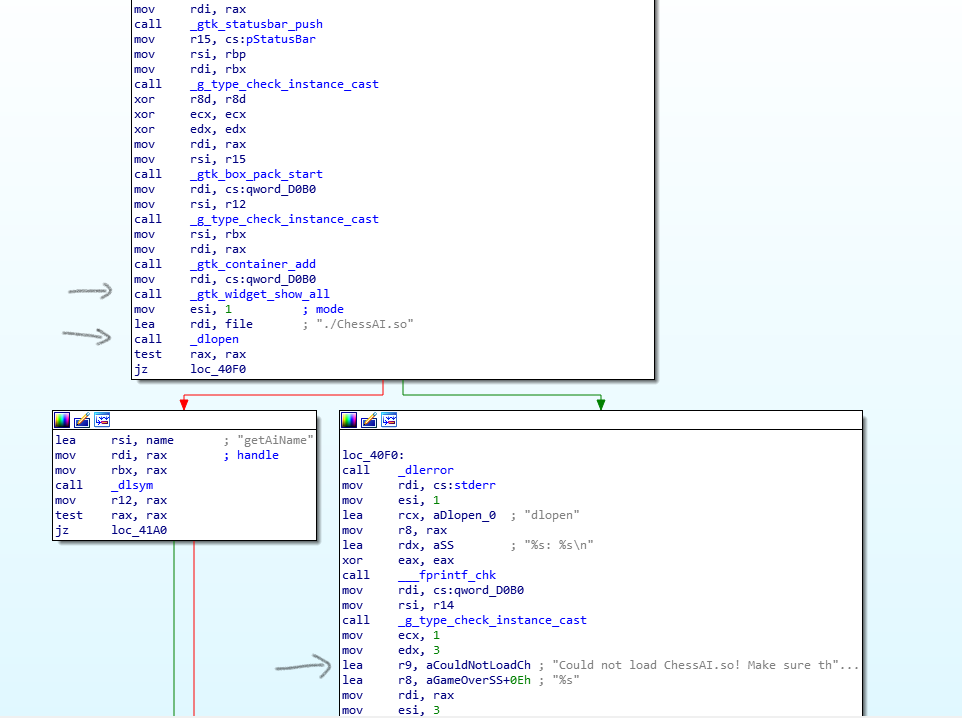 mov rdi, rax
call _gtk_statusbar_push
mov r15, cs:pStatusBar
mov rsi, rbp
mov rdi, rbx
call _g_type_check_instance_cast
xor r8d, r8d
xor ecx, ecx
xor edx, edx
mov rdi, rax
mov rsi, r15
call _gtk_box_pack_start
mov rdi, cs:qword_D0B0
mov rsi, r12
call _g_type_check_instance_cast
mov rsi, rbx
mov rdi, rax
call _gtk_container_add
mov rdi, cs:qword_D0B0
call _gtk_widget_show_all
mov esi, 1 ; mode
lea rdi, file ; "./ChessAI.so"
call _dlopen
test rax, rax
jz loc_40F0
lea rsi, name ; "getAiName"
mov rdi, rax ; handle
mov rbx, rax
call _dlsym
mov r12, rax
test rax, rax
jz loc_41A0
loc_40F0:
call _dlerror
mov rdi, cs:stderr
mov esi, 1
lea rcx, aDlopen_0 ; "dlopen"
mov r8, rax
lea rdx, aSS ; "%s: %s\n"
xor eax, eax
call ___fprintf_chk
mov rdi, cs:qword_D0B0
mov rsi, r14
call _g_type_check_instance_cast
mov ecx, 1
mov edx, 3
lea r9, aCouldNotLoadCh ; "Could not load ChessAI.so! Make sure th"...
lea r8, aGameOverSS+0Eh ; "%s"
mov rdi, rax
mov esi, 3